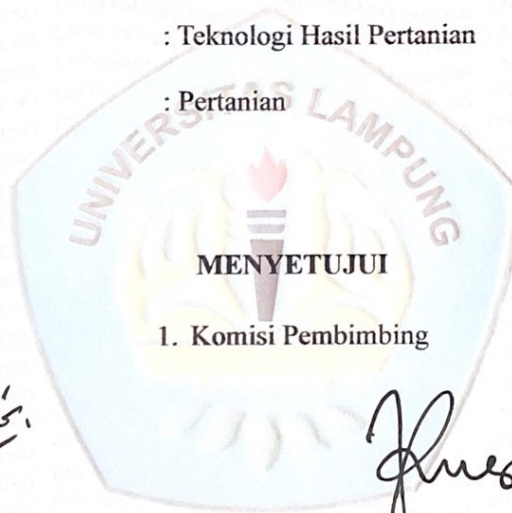 : Teknologi Hasil Pertanian
: Pertanian
UNIVERSITAS LAMPUNG
MENYETUJUI
1. Komisi Pembimbing